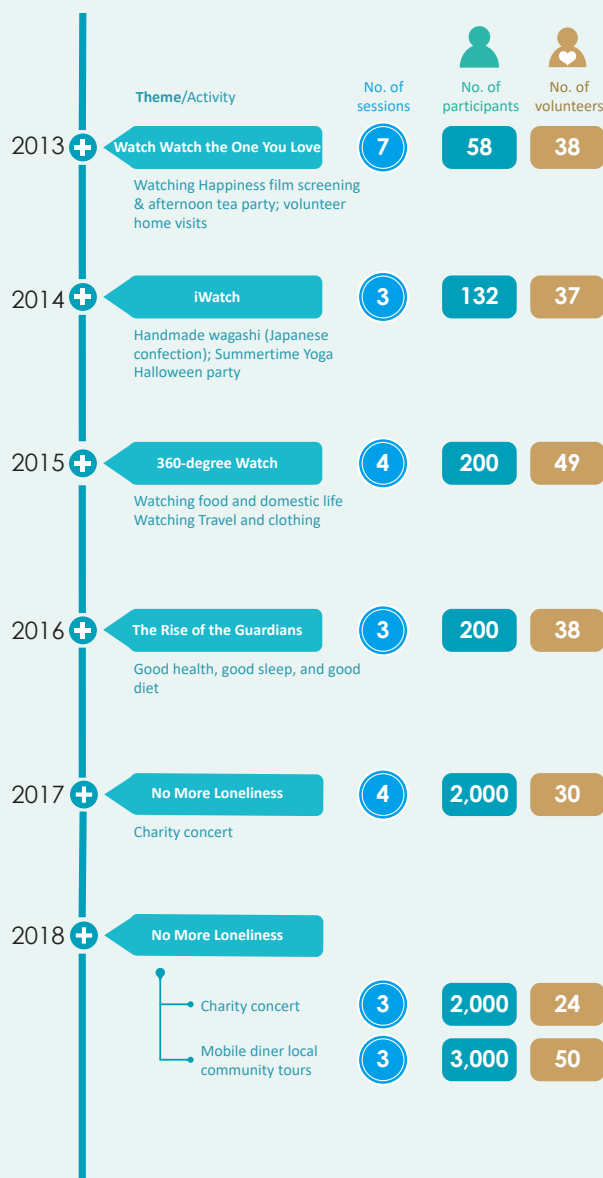 Theme/Activity
No. of
sessions
No. of
participants
No. of
volunteers
2013
Watch Watch the One You Love
7
58
38
Watching Happiness film screening
& afternoon tea party; volunteer
home visits
2014
iWatch
3
132
37
Handmade wagashi (Japanese
confection); Summertime Yoga
Halloween party
2015
360-degree Watch
4
200
49
Watching food and domestic life
Watching Travel and clothing
2016
The Rise of the Guardians
3
200
38
Good health, good sleep, and good
diet
2017
No More Loneliness
4
2,000
30
Charity concert
2018
No More Loneliness
Charity concert
3
2,000
24
Mobile diner local
community tours
3
3,000
50